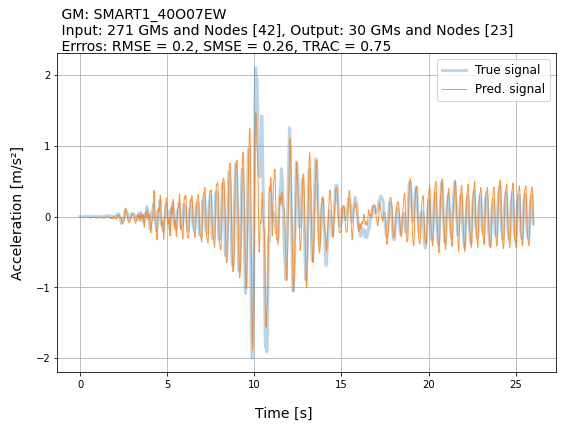 GM: SMART1_40O07EW
Input: 271 GMs and Nodes [42], Output: 30 GMs and Nodes [23]
Errros: RMSE = 0.2, SMSE = 0.26, TRAC = 0.75
True signal
Pred. signal
2
1
0
−1
−2
Acceleration [m/s²]
0 5 10 15 20 25
Time [s]